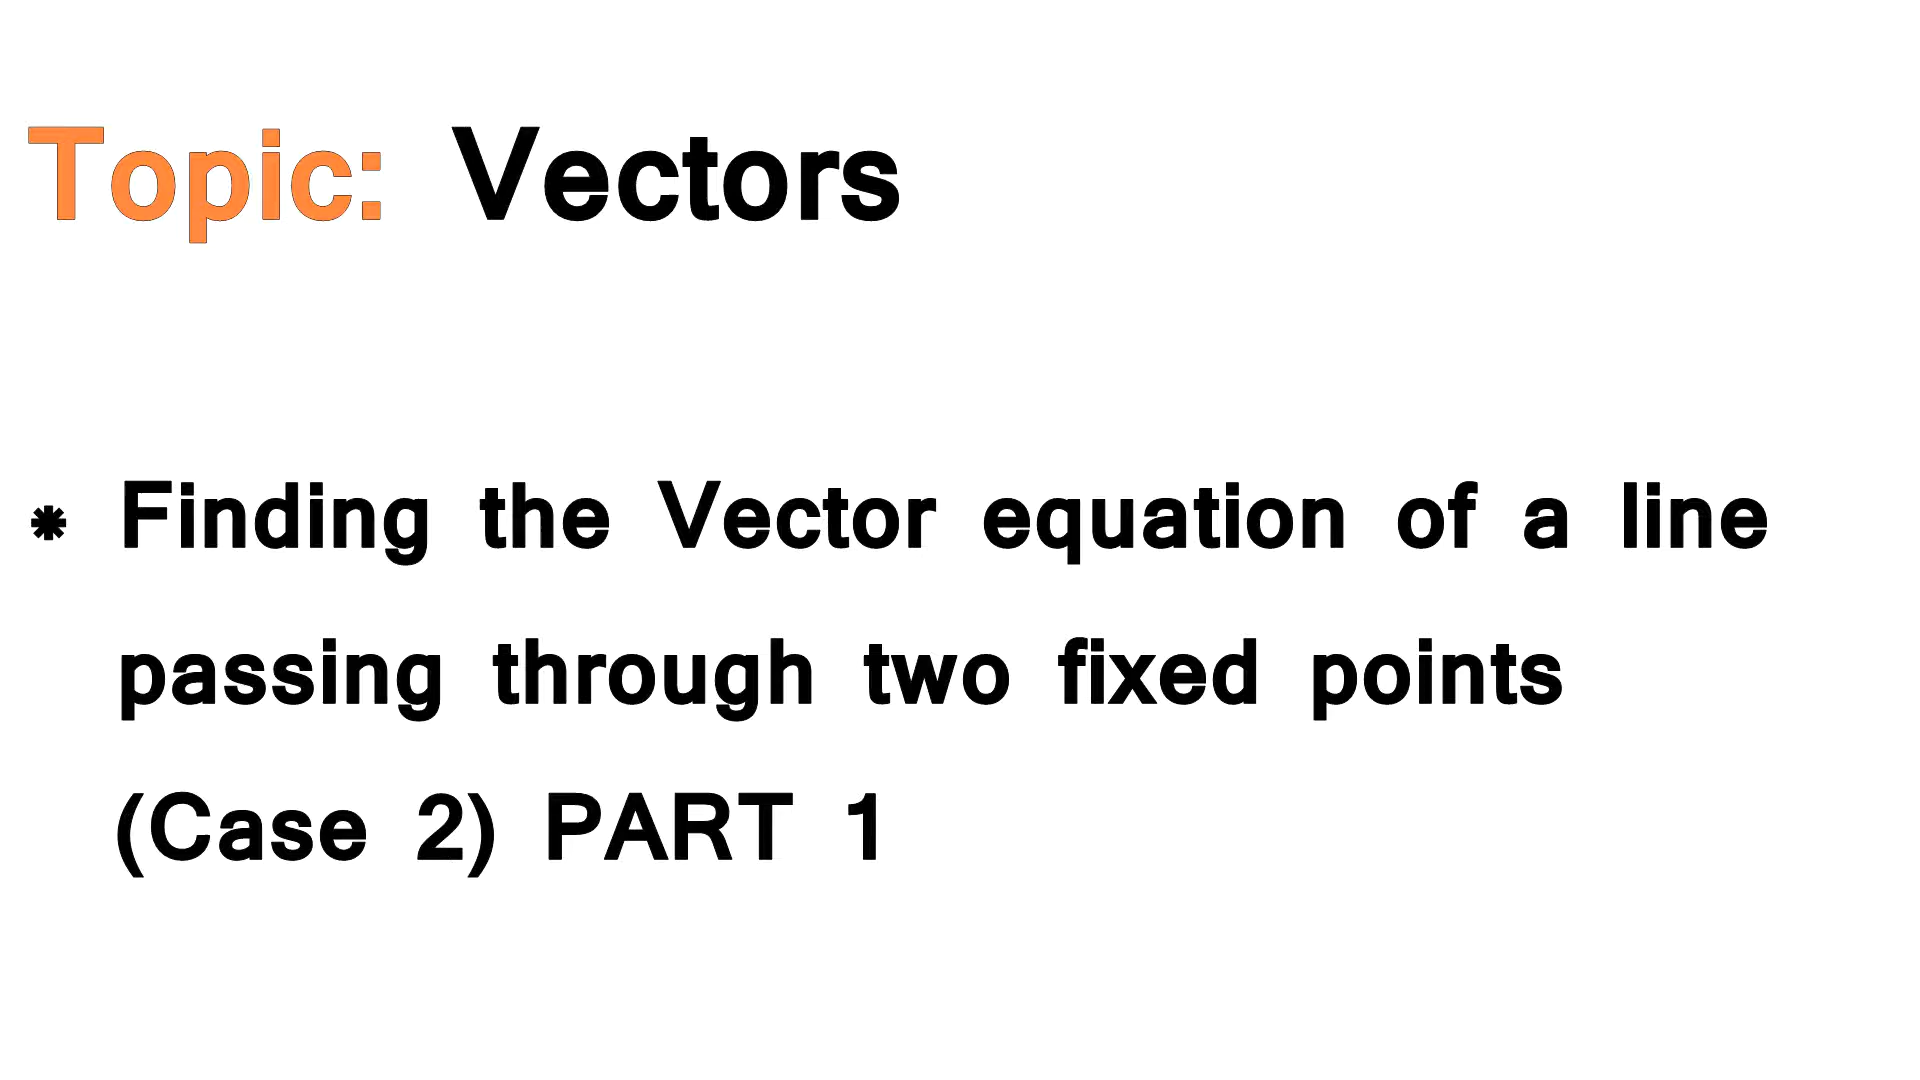 Topic: Vectors
* Finding the Vector equation of a line
passing through two fixed points
(Case 2) PART 1